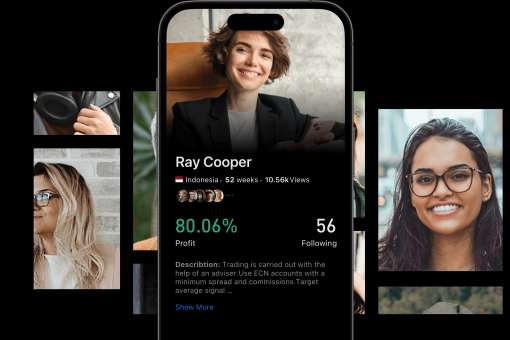 Ray Cooper
Indonesia • 52 weeks • 10.56k Views
80.06%
56
Profit
Following
Describtion: Trading is carried out with the
help of an adviser.Use ECN accounts with a
minimum spread and commissions.Target
average signal ...
Show More